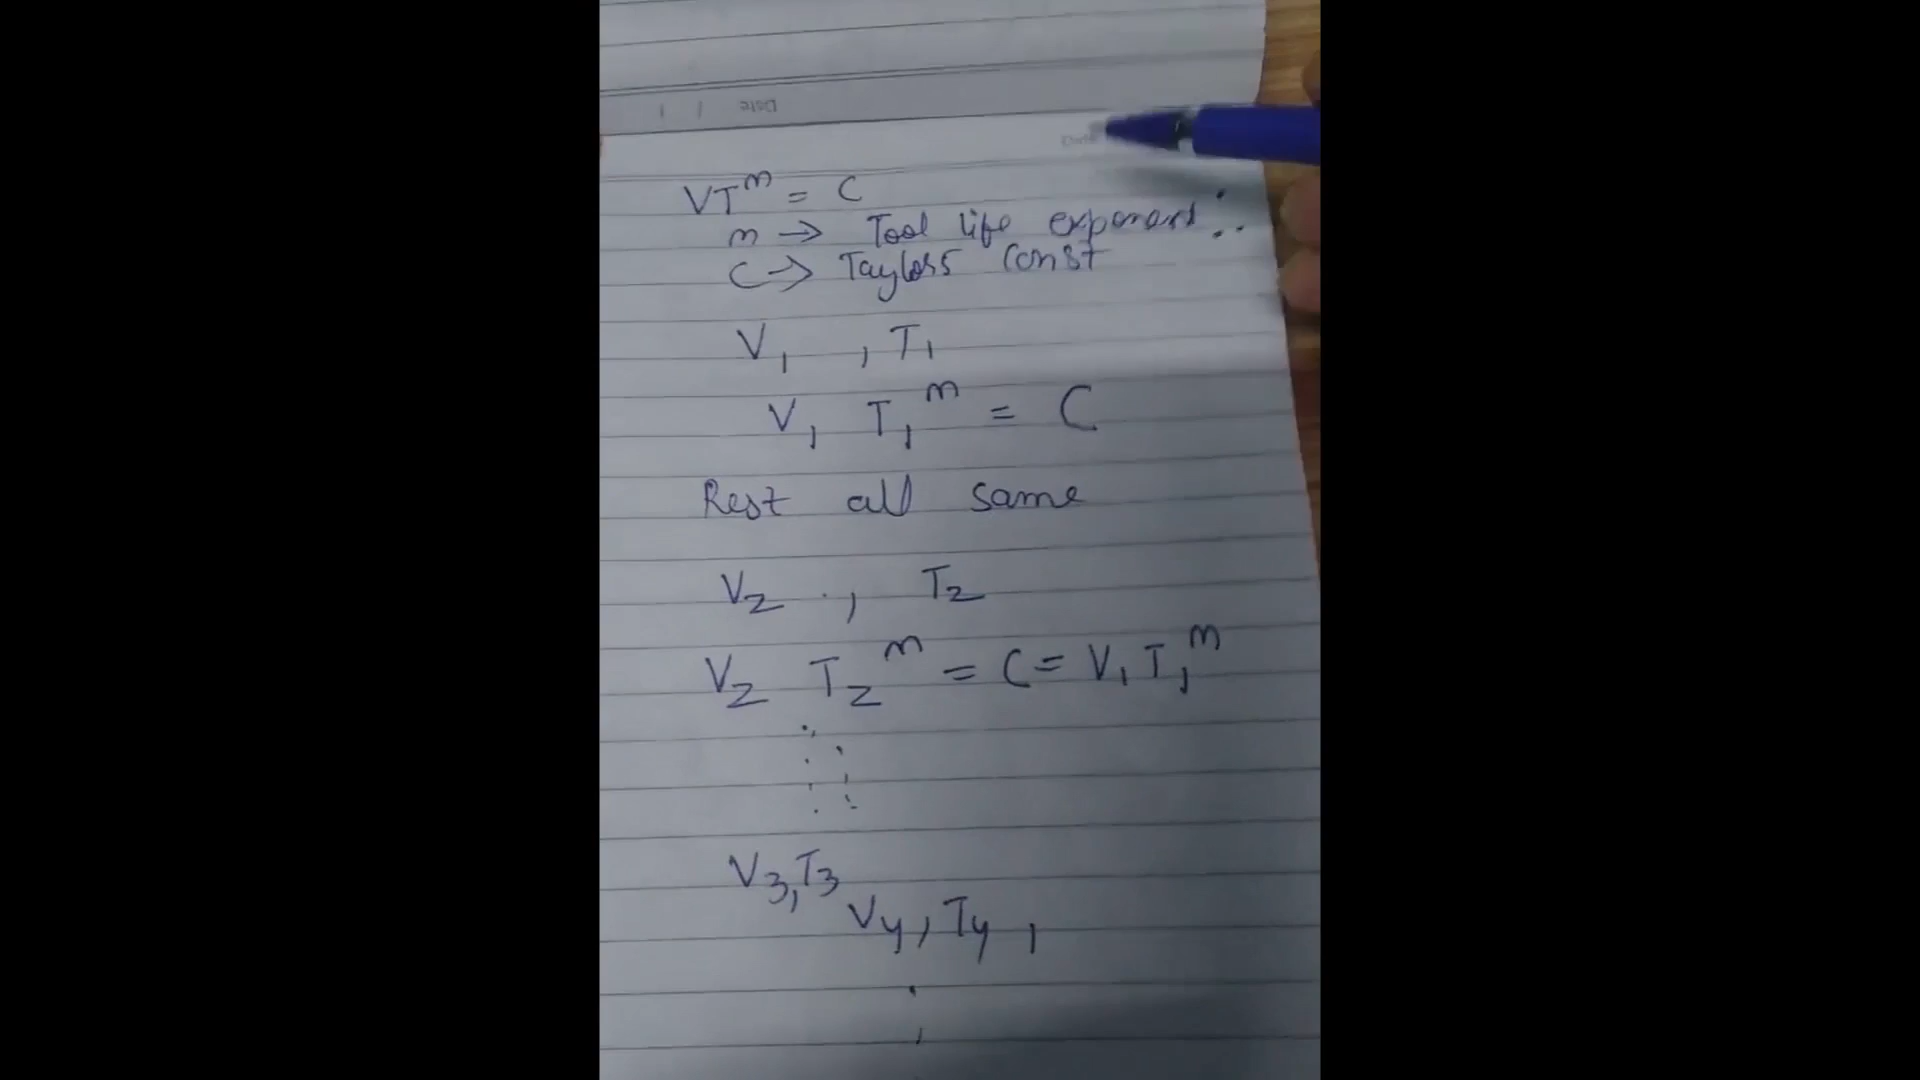 Date
VT^m = C
m → Tool life exponent
C → Taylors Const
V₁ , T₁
V₁ T₁^m = C
Rest all same
V₂ , T₂
V₂ T₂^m = C = V₁ T₁^m
V₃, T₃
V₄, T₄ ,